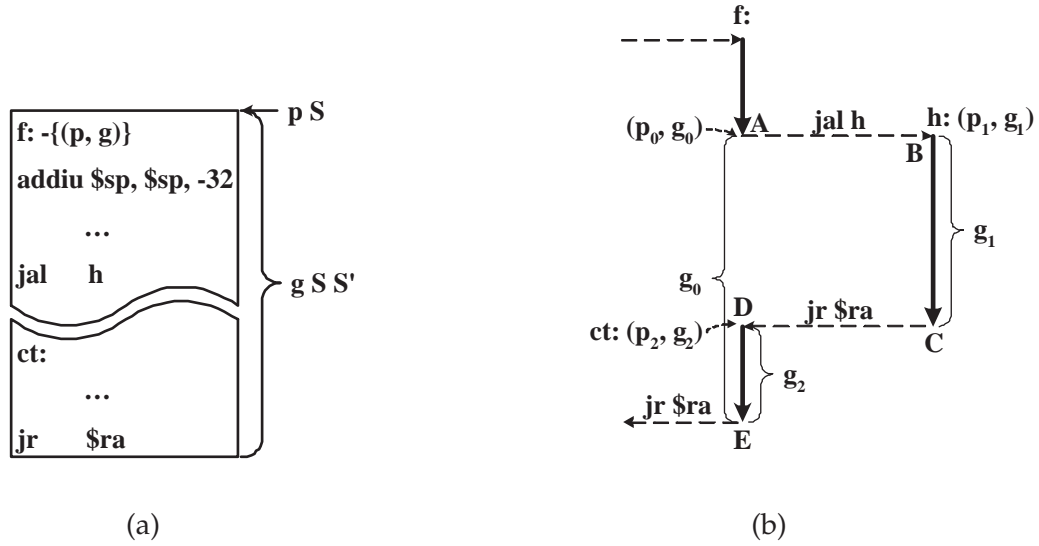 p S
f: -{(p, g)}
addiu $sp, $sp, -32
...
jal h
g S S'
ct:
...
jr $ra
(a)
f:
(p₀, g₀) A jal h h: (p₁, g₁)
B
g₁
g₀
D jr $ra
ct: (p₂, g₂) C
g₂
jr $ra
E
(b)